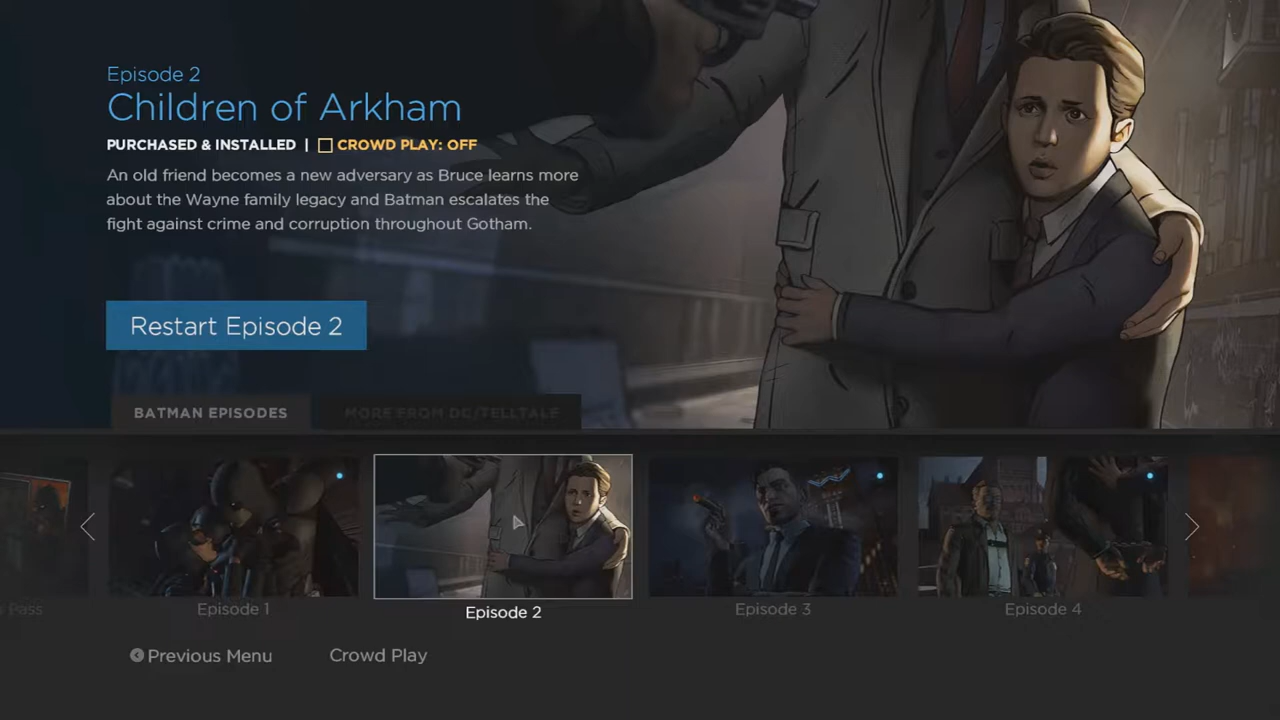 Episode 2
Children of Arkham
PURCHASED & INSTALLED | CROWD PLAY: OFF
An old friend becomes a new adversary as Bruce learns more
about the Wayne family legacy and Batman escalates the
fight against crime and corruption throughout Gotham.
Restart Episode 2
BATMAN EPISODES
MORE FROM DC/TELLTALE
Pass
Episode 1
Episode 2
Episode 3
Episode 4
Previous Menu
Crowd Play